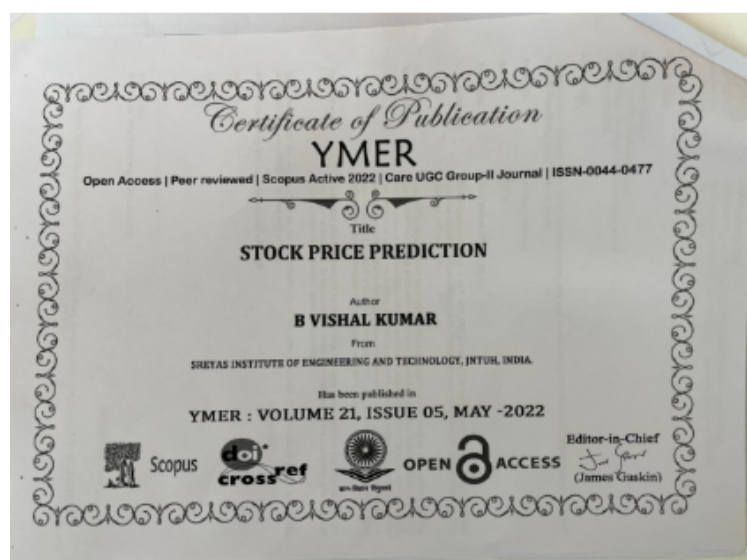 Certificate of Publication
YMER
Open Access | Peer reviewed | Scopus Active 2022 | Care UGC Group-II Journal | ISSN-0044-0477
Title
STOCK PRICE PREDICTION
Author
B VISHAL KUMAR
From
SREYAS INSTITUTE OF ENGINEERING AND TECHNOLOGY, JNTUH, INDIA.
Has been published in
YMER : VOLUME 21, ISSUE 05, MAY -2022
Scopus
doi
crossref
OPEN ACCESS
Editor-in-Chief
(James Guskin)